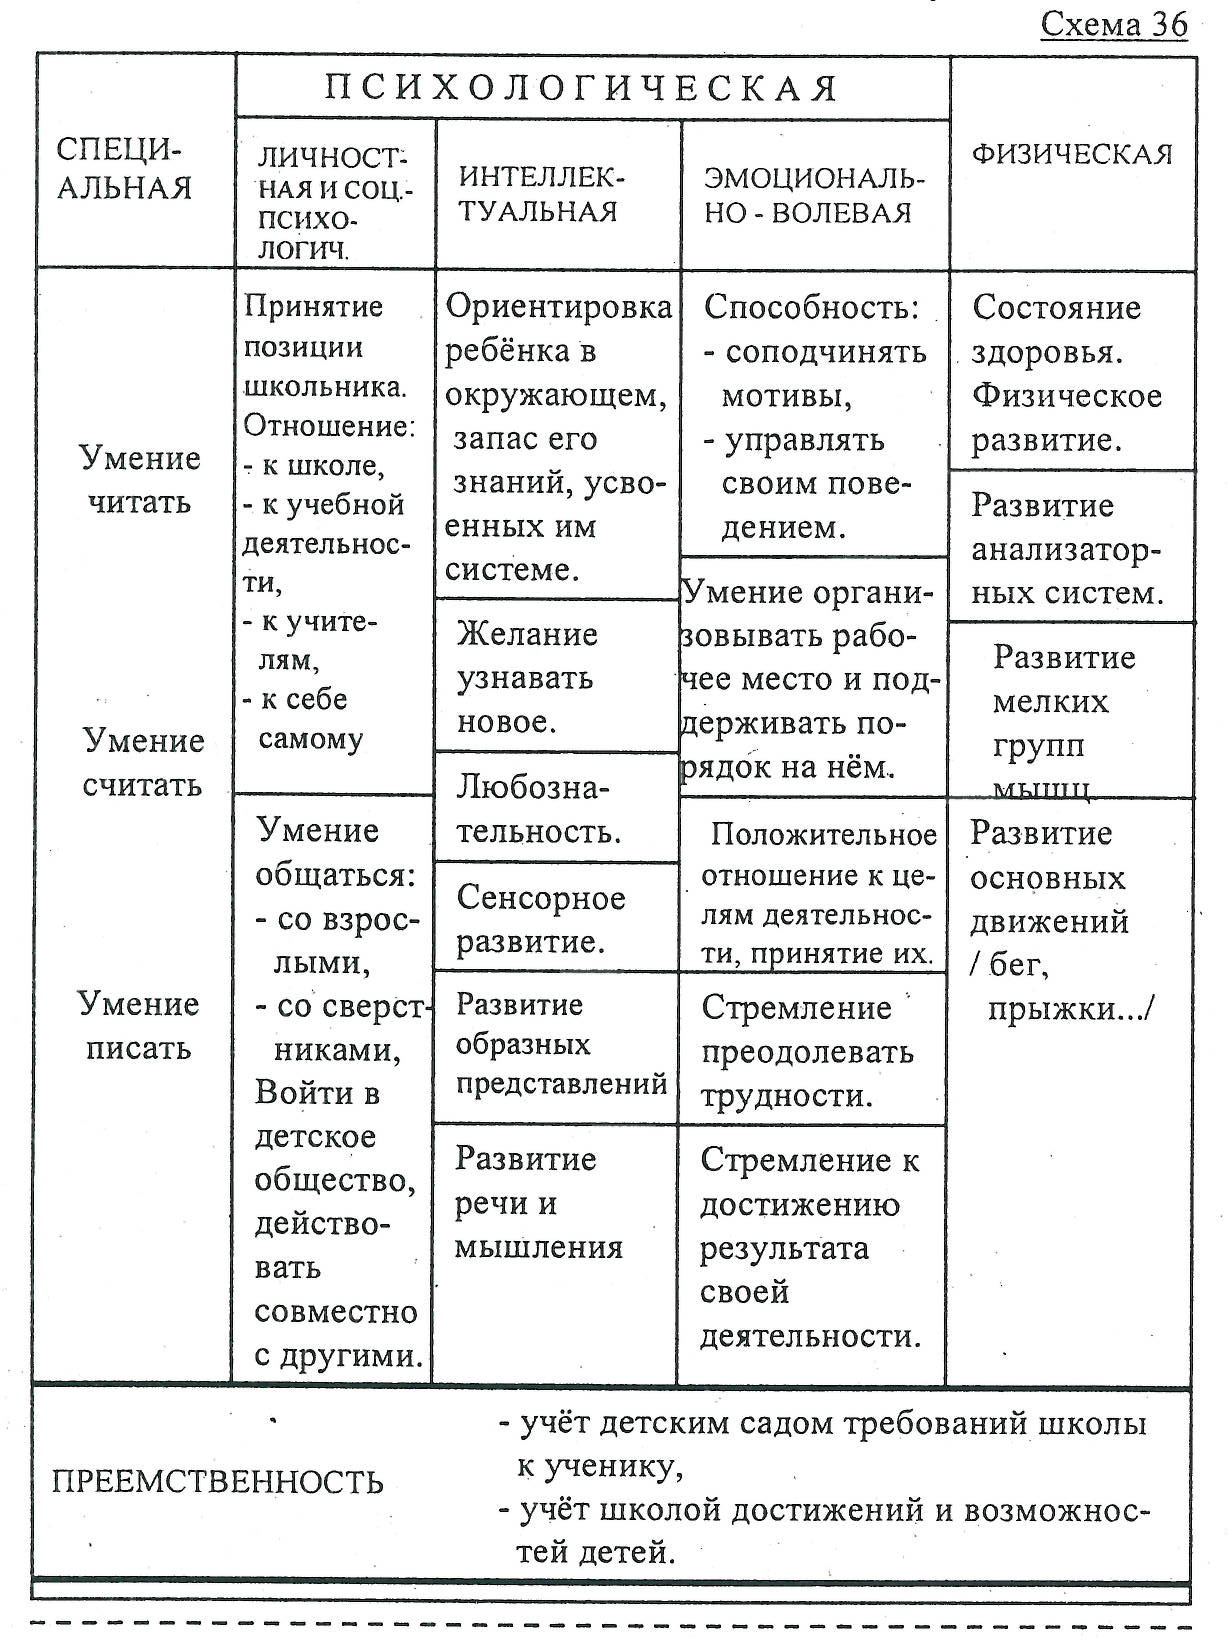 Схема 36
ПСИХОЛОГИЧЕСКАЯ
СПЕЦИ-
АЛЬНАЯ
ЛИЧНОСТ-
НАЯ И СОЦ.-
ПСИХО-
ЛОГИЧ.
ИНТЕЛЛЕК-
ТУАЛЬНАЯ
ЭМОЦИОНАЛЬ-
НО - ВОЛЕВАЯ
ФИЗИЧЕСКАЯ
Умение
читать
Умение
считать
Умение
писать
Принятие
позиции
школьника.
Отношение:
- к школе,
- к учебной
деятельнос-
ти,
- к учите-
лям,
- к себе
самому
Умение
общаться:
- со взрос-
лыми,
- со сверст-
никами,
Войти в
детское
общество,
действо-
вать
совместно
с другими.
Ориентировка
ребёнка в
окружающем,
запас его
знаний, усво-
енных им
системе.
Желание
узнавать
новое.
Любозна-
тельность.
Сенсорное
развитие.
Развитие
образных
представлений
Развитие
речи и
мышления
Способность:
- соподчинять
мотивы,
- управлять
своим пове-
дением.
Умение органи-
зовывать рабо-
чее место и под-
держивать по-
рядок на нём.
Положительное
отношение к це-
лям деятельнос-
ти, принятие их.
Стремление
преодолевать
трудности.
Стремление к
достижению
результата
своей
деятельности.
Состояние
здоровья.
Физическое
развитие.
Развитие
анализатор-
ных систем.
Развитие
мелких
групп
мышц
Развитие
основных
движений
/ бег,
прыжки.../
ПРЕЕМСТВЕННОСТЬ
- учёт детским садом требований школы
к ученику,
- учёт школой достижений и возможнос-
тей детей.